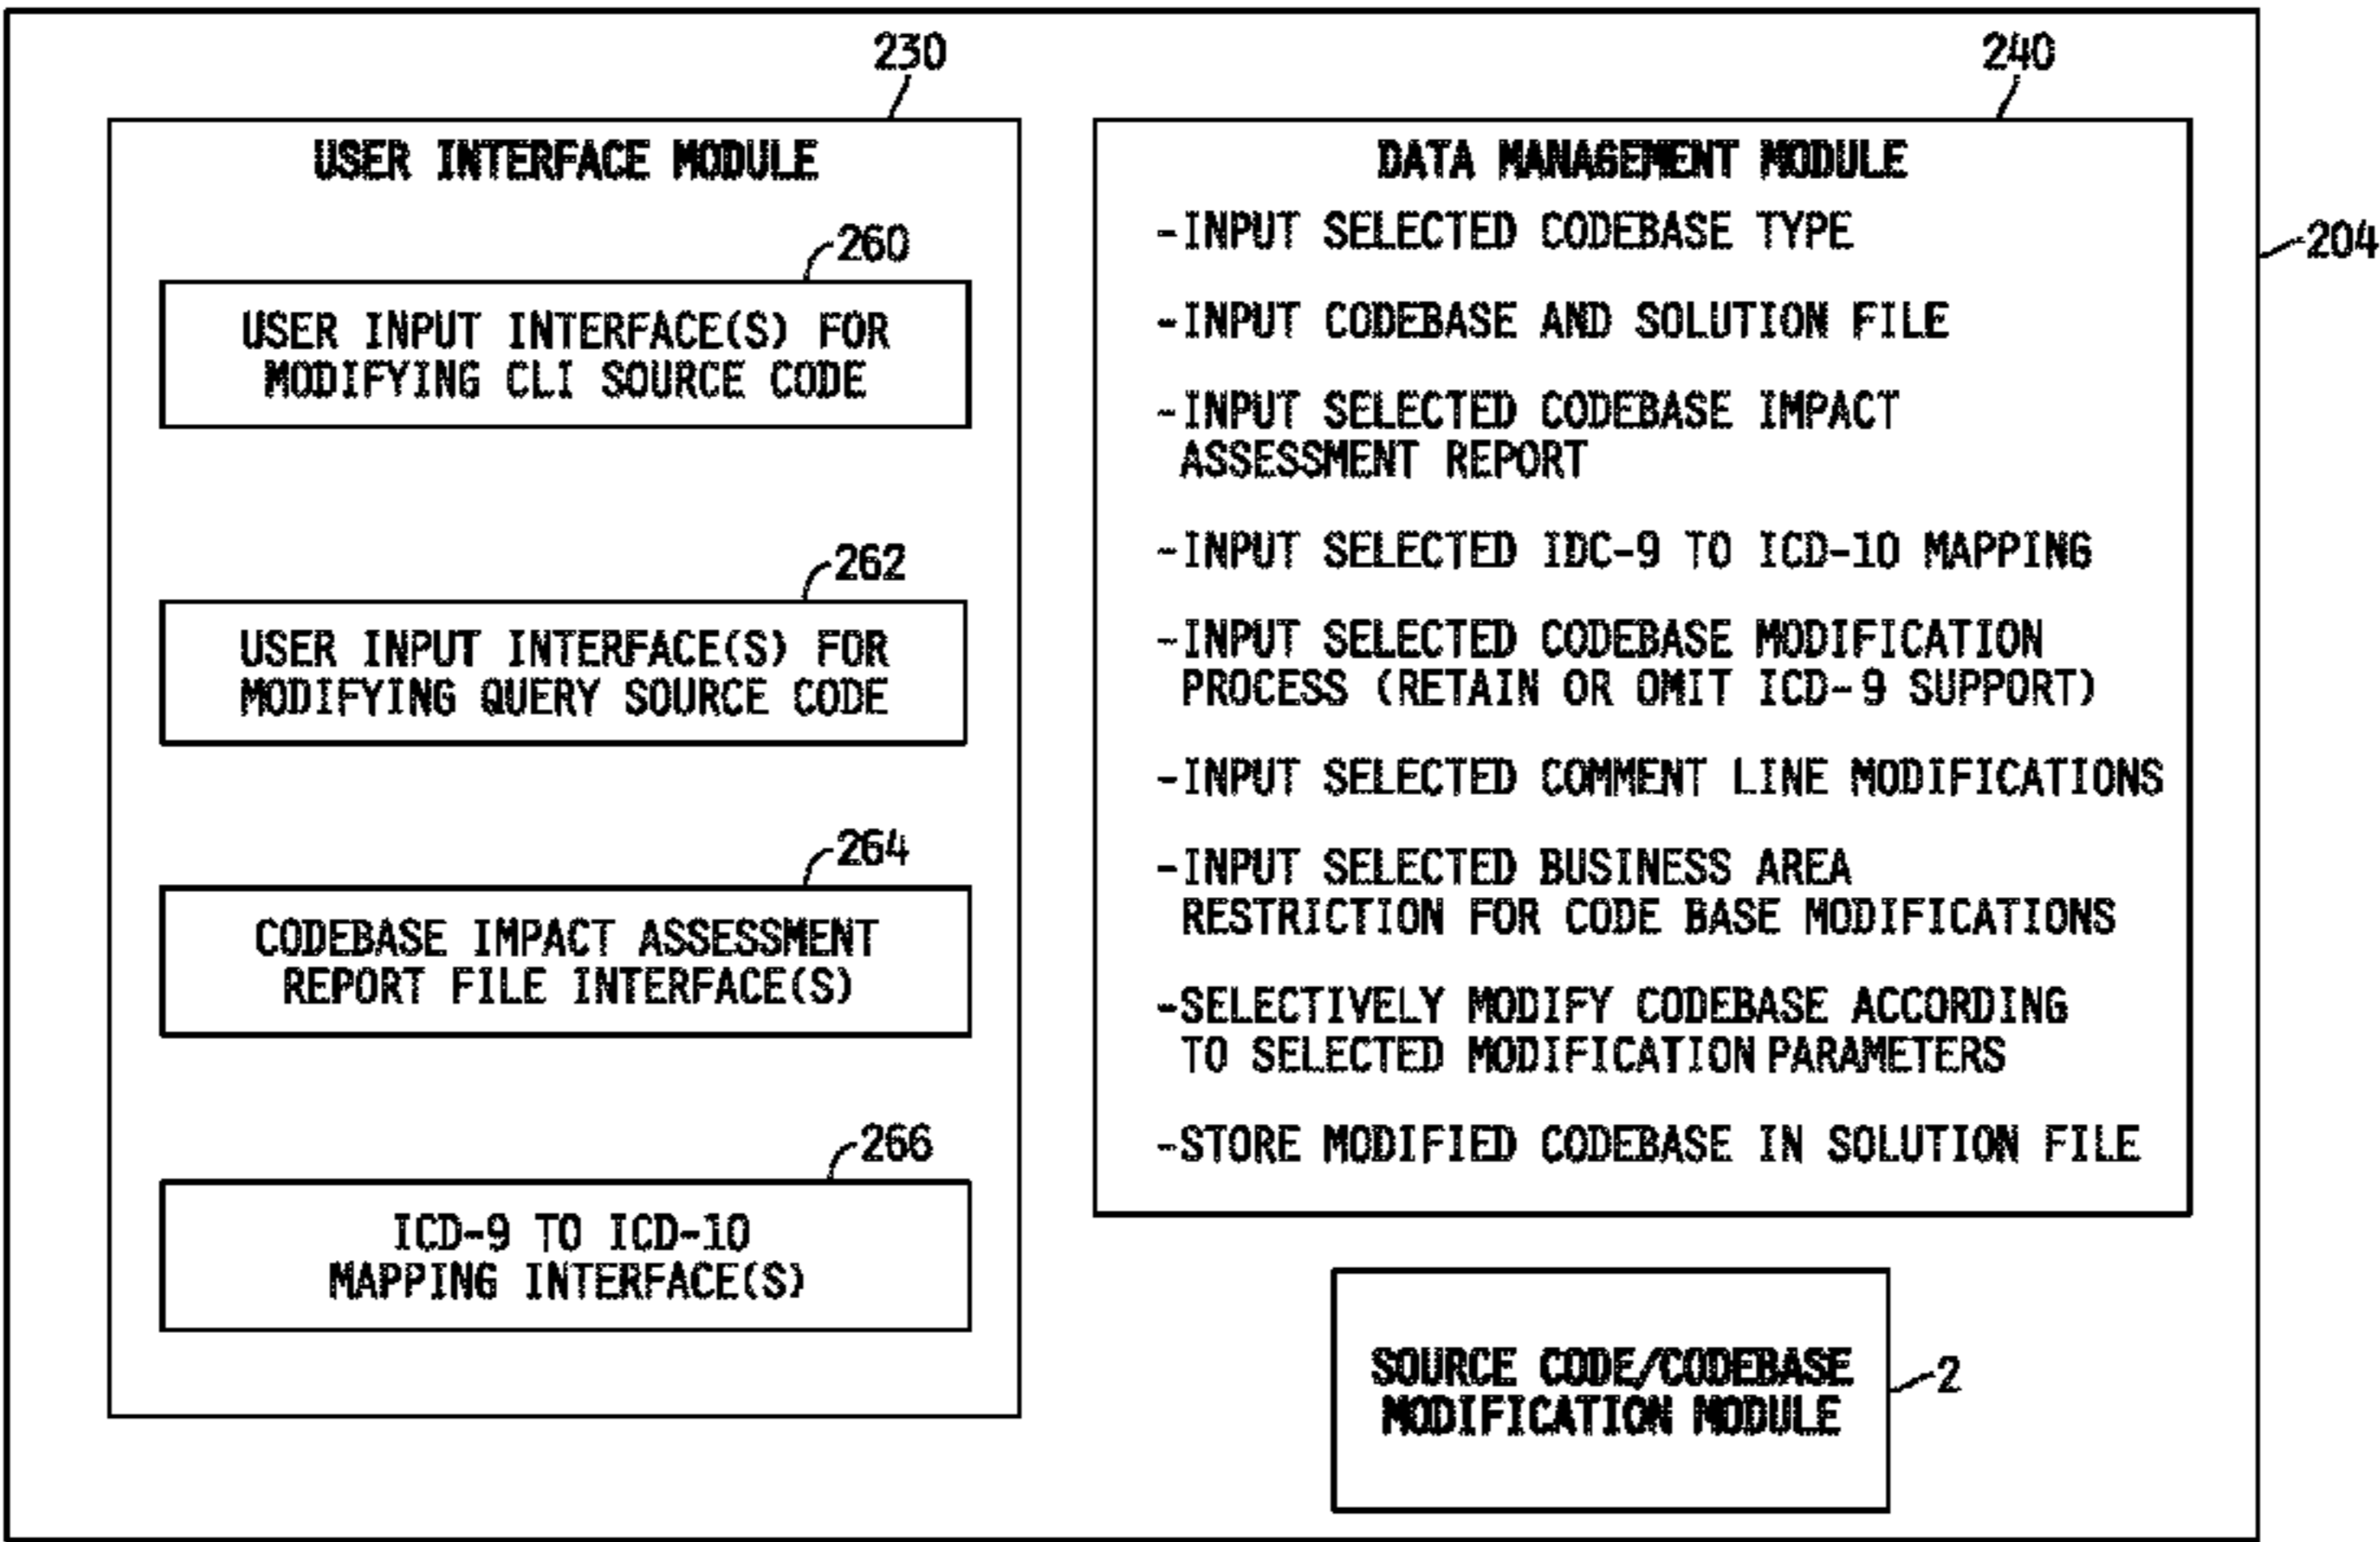 230
USER INTERFACE MODULE
260
USER INPUT INTERFACE(S) FOR
MODIFYING CLI SOURCE CODE
262
USER INPUT INTERFACE(S) FOR
MODIFYING QUERY SOURCE CODE
264
CODEBASE IMPACT ASSESSMENT
REPORT FILE INTERFACE(S)
266
ICD-9 TO ICD-10
MAPPING INTERFACE(S)
240
DATA MANAGEMENT MODULE
-INPUT SELECTED CODEBASE TYPE
-INPUT CODEBASE AND SOLUTION FILE
-INPUT SELECTED CODEBASE IMPACT
ASSESSMENT REPORT
-INPUT SELECTED IDC-9 TO ICD-10 MAPPING
-INPUT SELECTED CODEBASE MODIFICATION
PROCESS (RETAIN OR OMIT ICD-9 SUPPORT)
-INPUT SELECTED COMMENT LINE MODIFICATIONS
-INPUT SELECTED BUSINESS AREA
RESTRICTION FOR CODE BASE MODIFICATIONS
-SELECTIVELY MODIFY CODEBASE ACCORDING
TO SELECTED MODIFICATION PARAMETERS
-STORE MODIFIED CODEBASE IN SOLUTION FILE
204
SOURCE CODE/CODEBASE
MODIFICATION MODULE
2